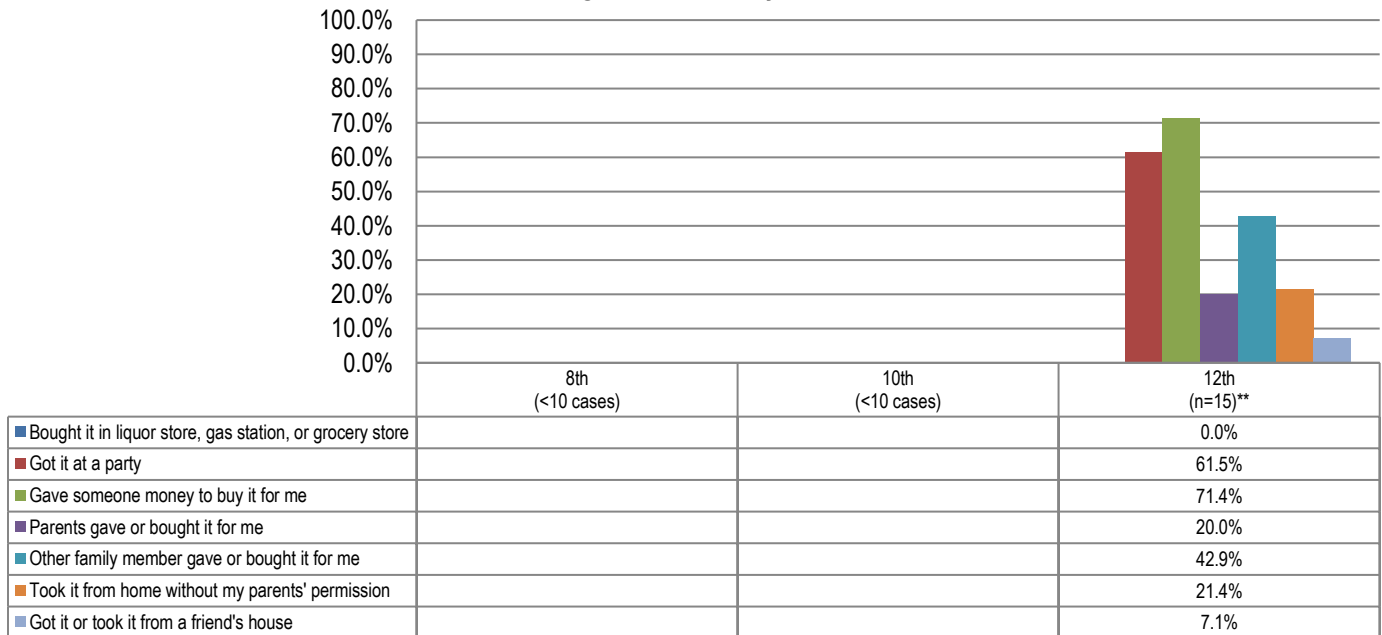 100.0%
90.0%
80.0%
70.0%
60.0%
50.0%
40.0%
30.0%
20.0%
10.0%
0.0%
8th 10th 12th
(<10 cases) (<10 cases) (n=15)**
Bought it in liquor store, gas station, or grocery store 0.0%
Got it at a party 61.5%
Gave someone money to buy it for me 71.4%
Parents gave or bought it for me 20.0%
Other family member gave or bought it for me 42.9%
Took it from home without my parents' permission 21.4%
Got it or took it from a friend's house 7.1%